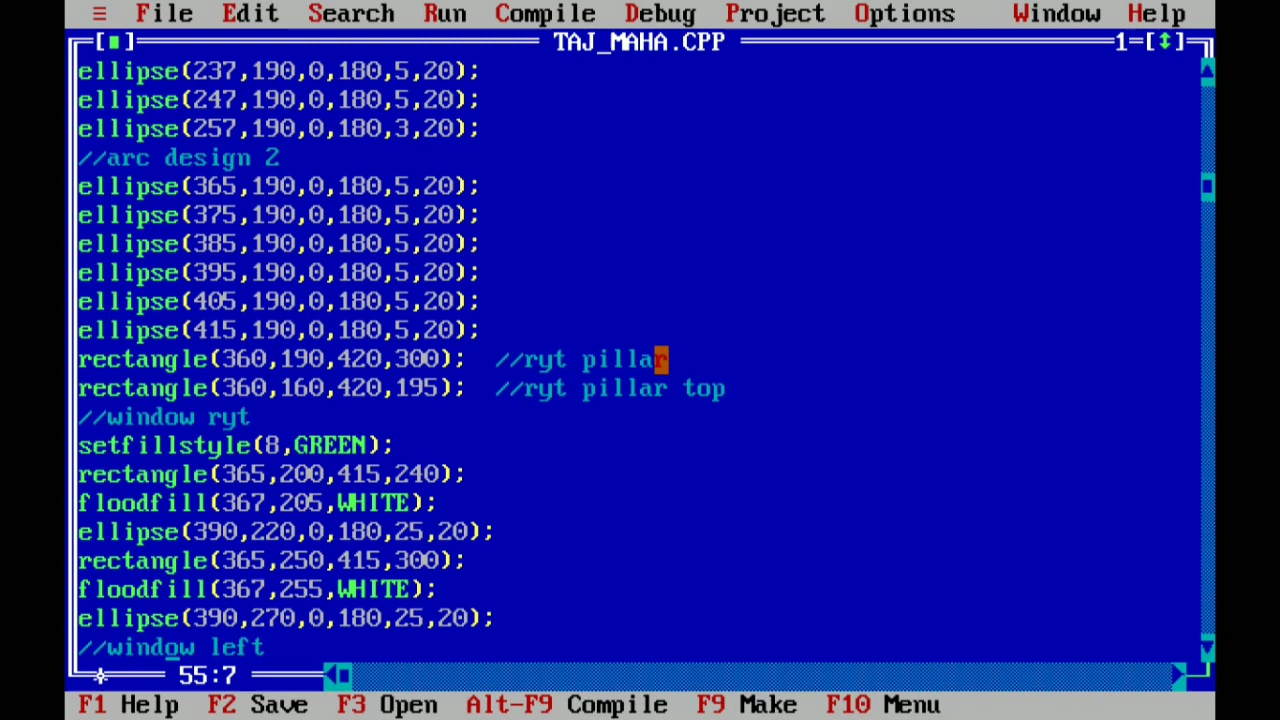 ≡ File Edit Search Run Compile Debug Project Options Window Help
[■] TAJ_MAHA.CPP 1=[↕]
ellipse(237,190,0,180,5,20);
ellipse(247,190,0,180,5,20);
ellipse(257,190,0,180,3,20);
//arc design 2
ellipse(365,190,0,180,5,20);
ellipse(375,190,0,180,5,20);
ellipse(385,190,0,180,5,20);
ellipse(395,190,0,180,5,20);
ellipse(405,190,0,180,5,20);
ellipse(415,190,0,180,5,20);
rectangle(360,190,420,300);  //ryt pillar
rectangle(360,160,420,195);  //ryt pillar top
//window ryt
setfillstyle(8,GREEN);
rectangle(365,200,415,240);
floodfill(367,205,WHITE);
ellipse(390,220,0,180,25,20);
rectangle(365,250,415,300);
floodfill(367,255,WHITE);
ellipse(390,270,0,180,25,20);
//window left
55:7
F1 Help F2 Save F3 Open Alt-F9 Compile F9 Make F10 Menu